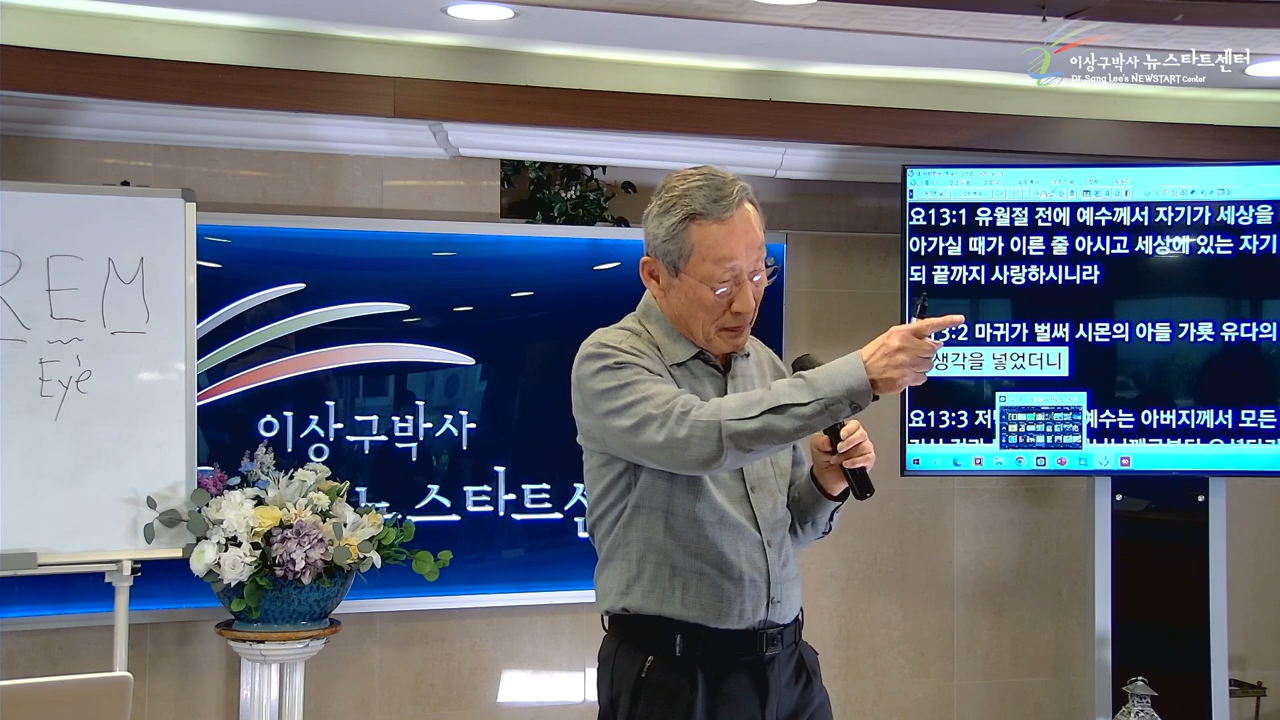 이상구박사 뉴스타트센터
Dr. Sang Lee's NEWSTART Center
REM
Eye
이상구박사
뉴스타트센
요13:1 유월절 전에 예수께서 자기가 세상을
아가실 때가 이른 줄 아시고 세상에 있는 자기
되 끝까지 사랑하시니라
13:2 마귀가 벌써 시몬의 아들 가룟 유다의
생각을 넣었더니
요13:3 저 예수는 아버지께서 모든